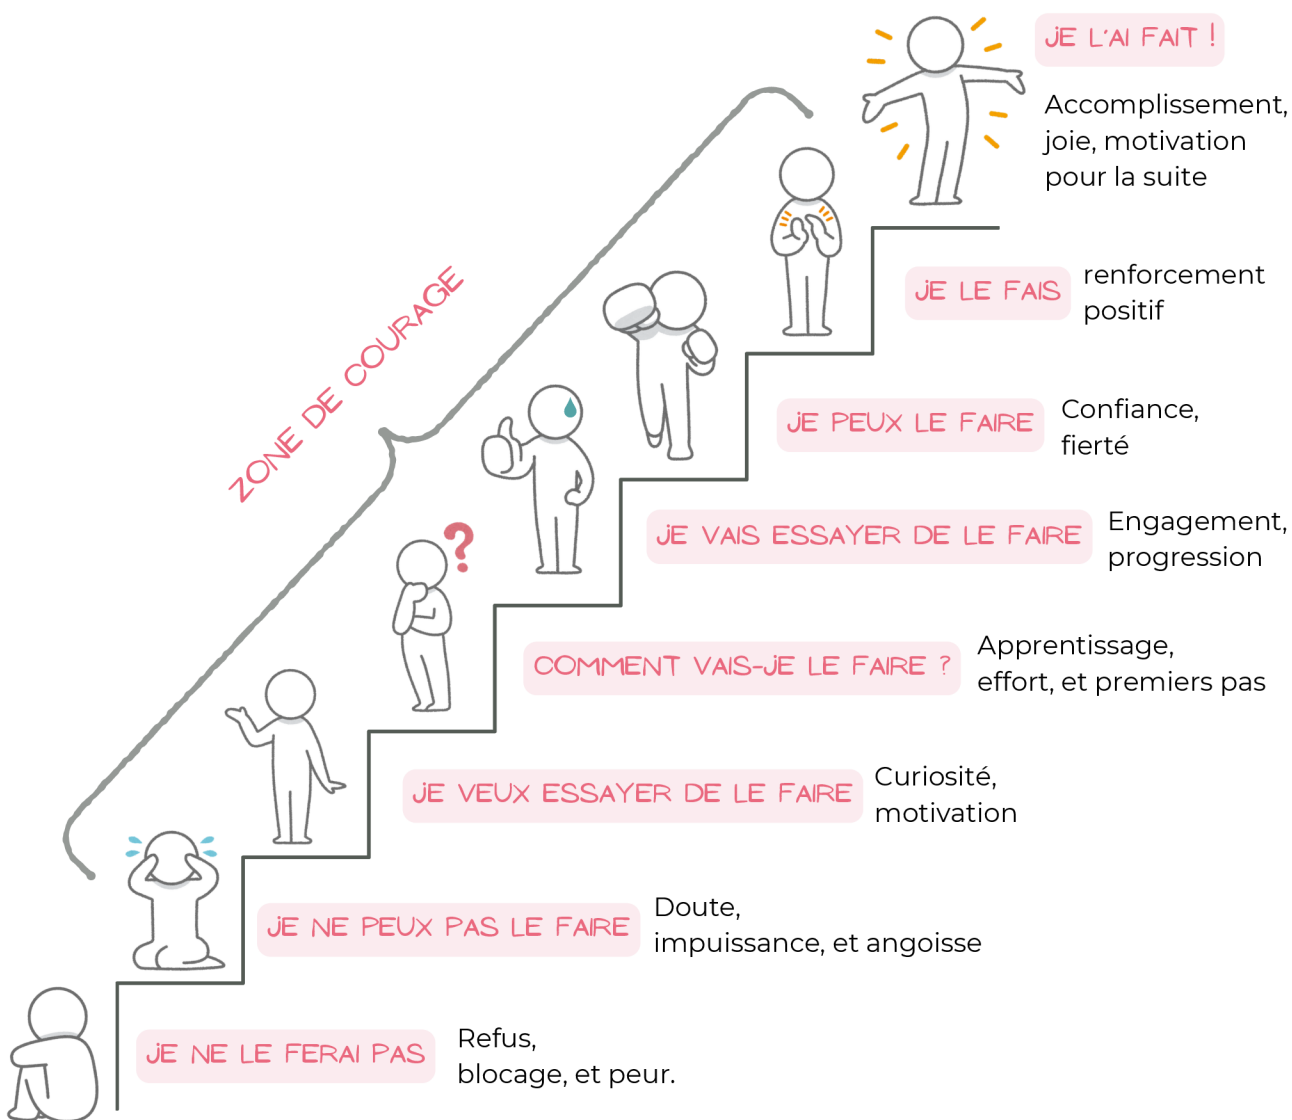 JE L'AI FAIT !
Accomplissement,
joie, motivation
pour la suite
JE LE FAIS
renforcement
positif
ZONE DE COURAGE
JE PEUX LE FAIRE
Confiance,
fierté
JE VAIS ESSAYER DE LE FAIRE
Engagement,
progression
?
COMMENT VAIS-JE LE FAIRE ?
Apprentissage,
effort, et premiers pas
JE VEUX ESSAYER DE LE FAIRE
Curiosité,
motivation
JE NE PEUX PAS LE FAIRE
Doute,
impuissance, et angoisse
JE NE LE FERAI PAS
Refus,
blocage, et peur.